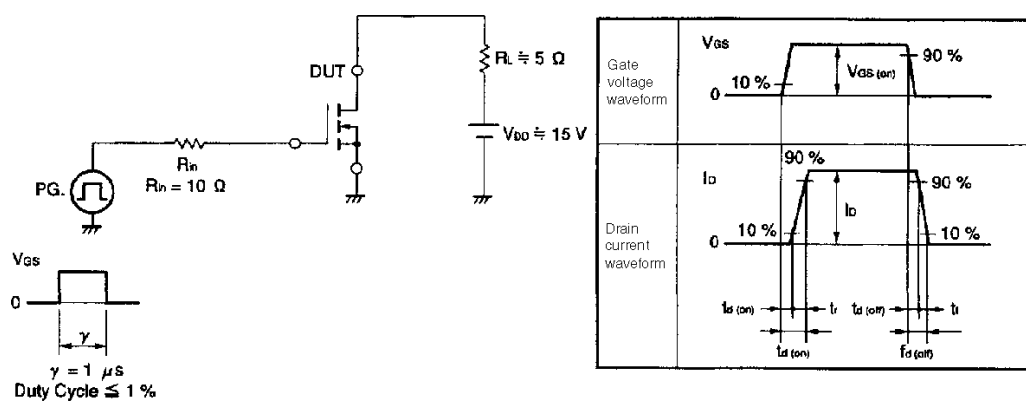 DUT
RL ≒ 5 Ω
VDD ≒ 15 V
Rin
Rin = 10 Ω
PG.
VGS
0
γ
γ = 1 μs
Duty Cycle ≦ 1 %
Gate
voltage
waveform
VGS
90 %
10 %
VGS (on)
0
Drain
current
waveform
90 %
ID
90 %
ID
10 %
10 %
0
td (on)
tr
td (off)
tf
td (on)
fd (off)